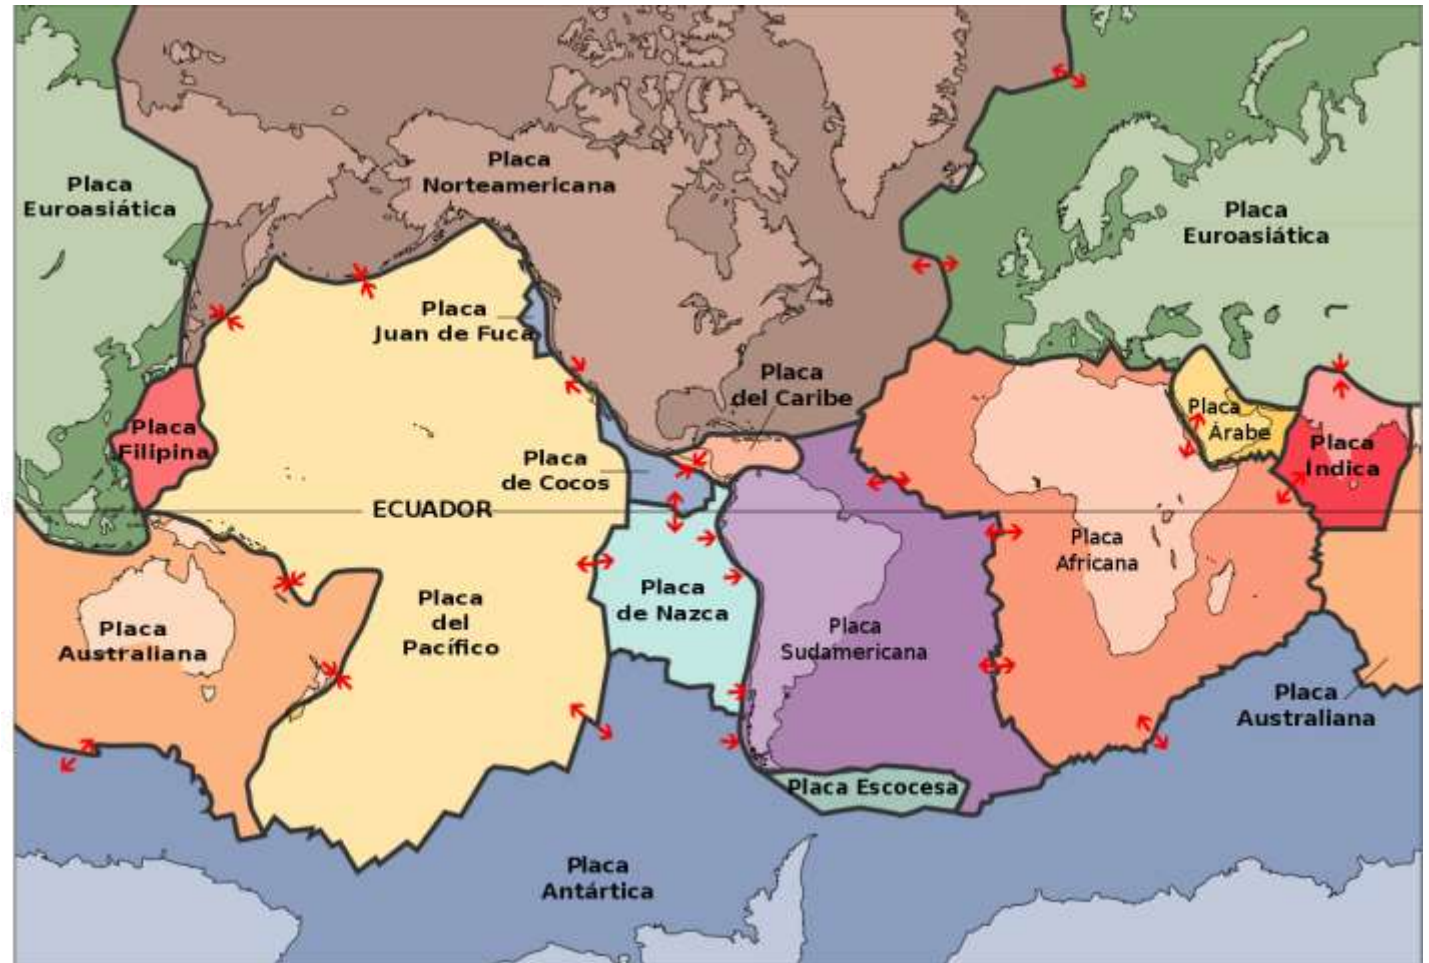 Placa
Norteamericana
Placa
Euroasiática
Placa
Euroasiática
Placa
Juan de Fuca
Placa
del Caribe
Placa
Filipina
Placa
Árabe
Placa
Índica
Placa
de Cocos
ECUADOR
Placa
Africana
Placa
de Nazca
Placa
del
Pacífico
Placa
Australiana
Placa
Sudamericana
Placa
Australiana
Placa Escocesa
Placa
Antártica